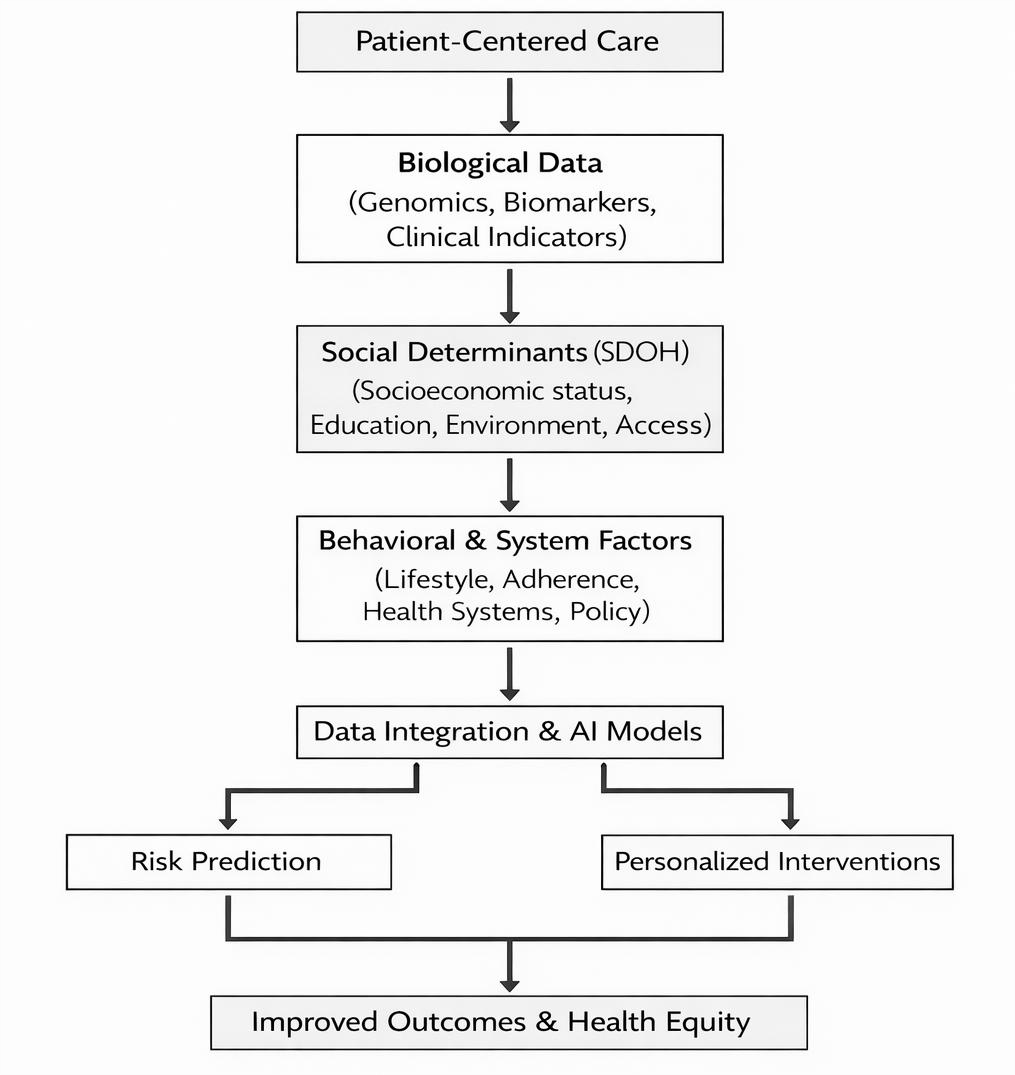 Patient-Centered Care
Biological Data
(Genomics, Biomarkers,
Clinical Indicators)
Social Determinants (SDOH)
(Socioeconomic status,
Education, Environment, Access)
Behavioral & System Factors
(Lifestyle, Adherence,
Health Systems, Policy)
Data Integration & AI Models
Risk Prediction
Personalized Interventions
Improved Outcomes & Health Equity